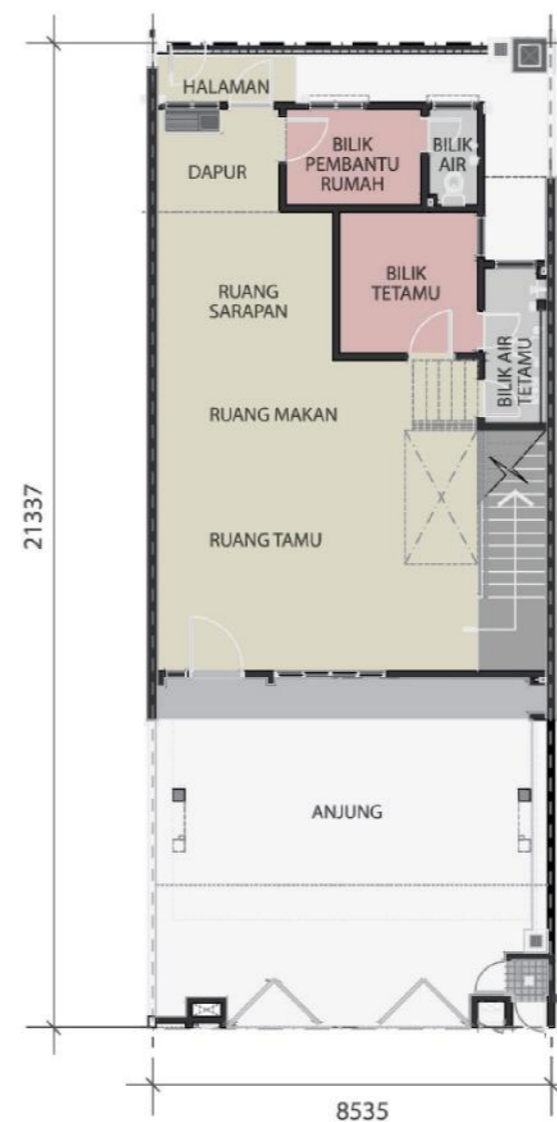 HALAMAN
DAPUR
BILIK
PEMBANTU
RUMAH
BILIK
AIR
BILIK
TETAMU
RUANG
SARAPAN
BILIK AIR
TETAMU
RUANG MAKAN
21337
RUANG TAMU
ANJUNG
8535